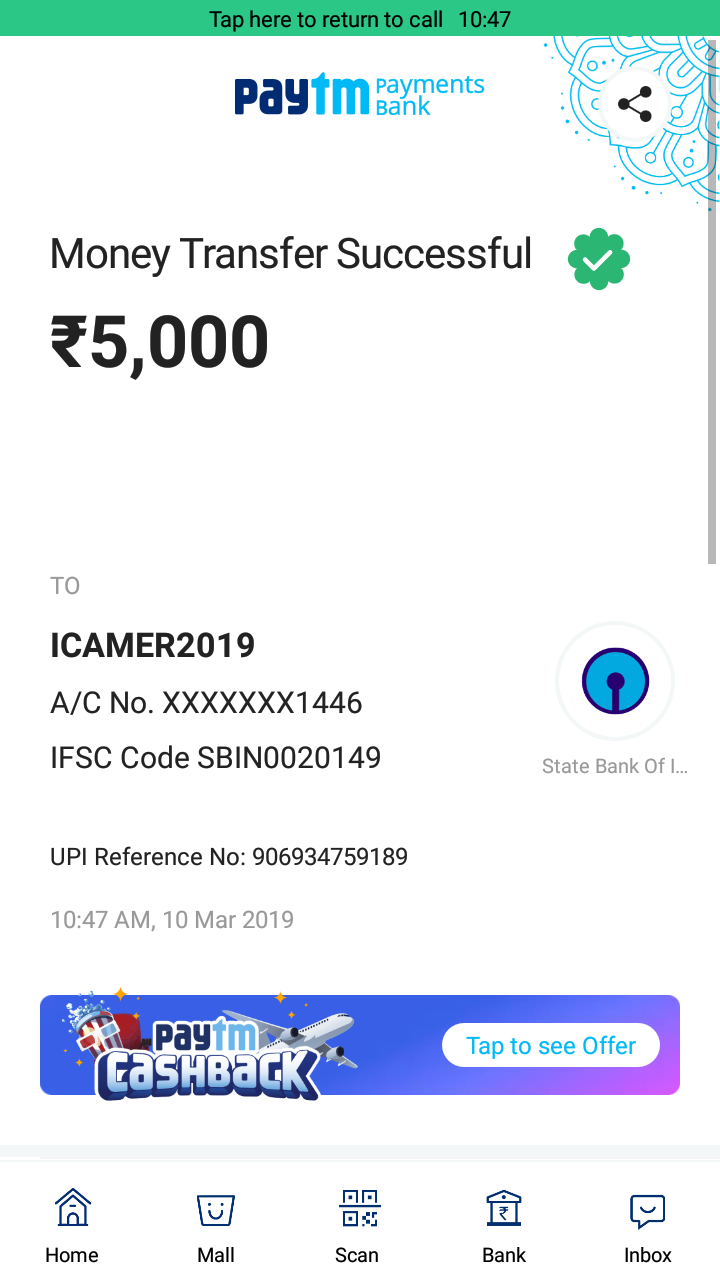 Tap here to return to call 10:47
paytm Payments Bank
Money Transfer Successful
₹5,000
TO
ICAMER2019
A/C No. XXXXXXX1446
IFSC Code SBIN0020149
State Bank Of I...
UPI Reference No: 906934759189
10:47 AM, 10 Mar 2019
paytm
CASHBACK
Tap to see Offer
Home Mall Scan Bank Inbox